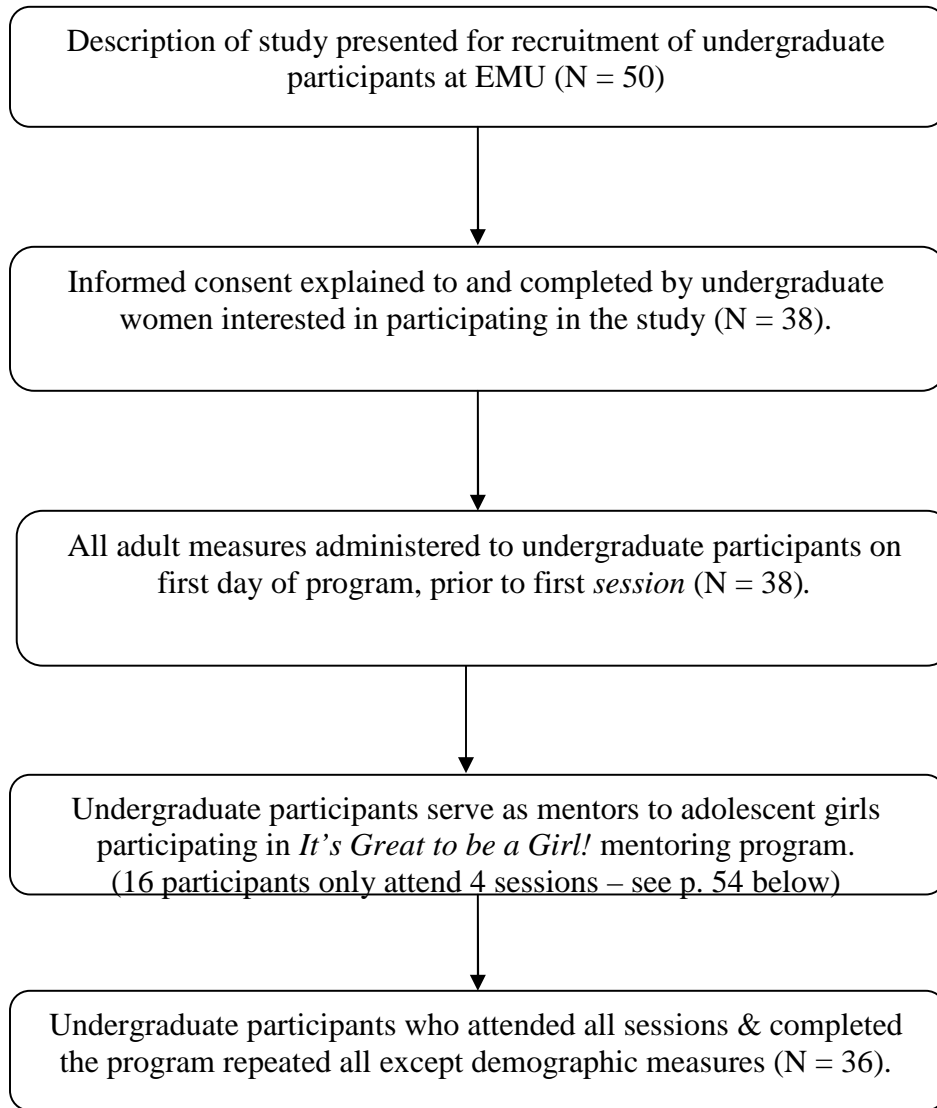 Description of study presented for recruitment of undergraduate
participants at EMU (N = 50)
Informed consent explained to and completed by undergraduate
women interested in participating in the study (N = 38).
All adult measures administered to undergraduate participants on
first day of program, prior to first session (N = 38).
Undergraduate participants serve as mentors to adolescent girls
participating in It’s Great to be a Girl! mentoring program.
(16 participants only attend 4 sessions – see p. 54 below)
Undergraduate participants who attended all sessions & completed
the program repeated all except demographic measures (N = 36).